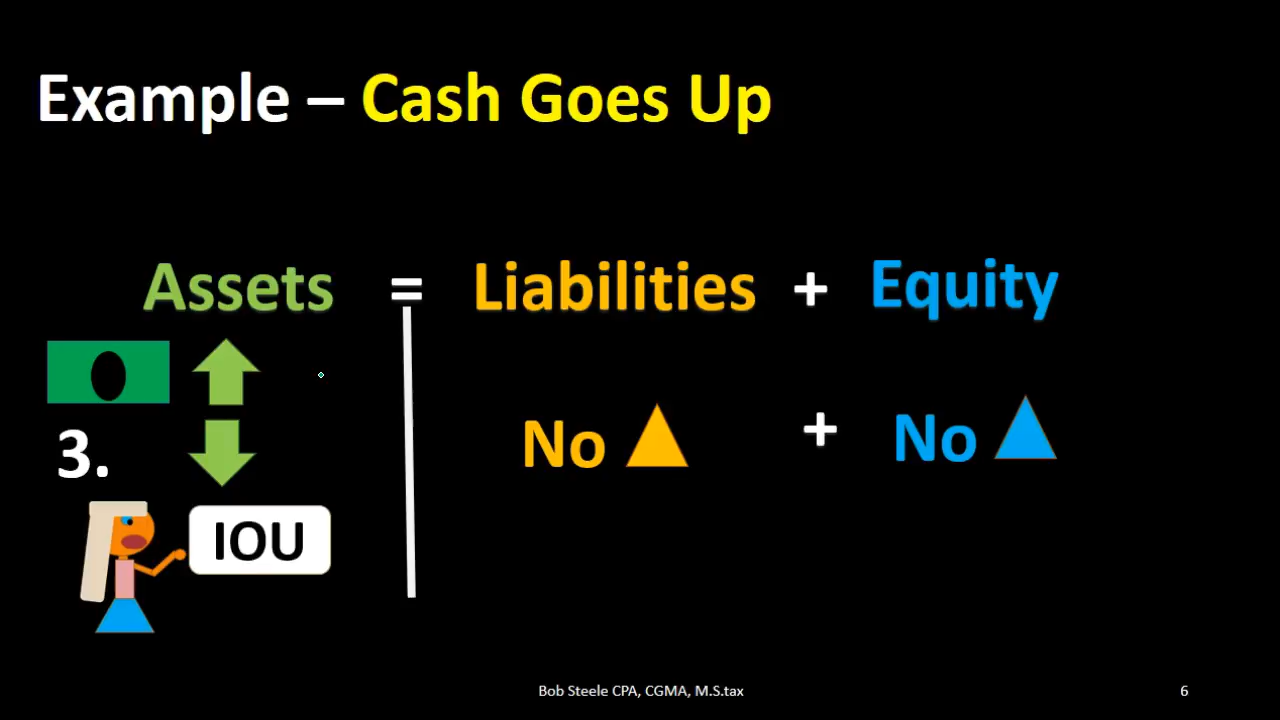 Example – Cash Goes Up
Assets = Liabilities + Equity
No + No
3.
IOU
Bob Steele CPA, CGMA, M.S.tax 6